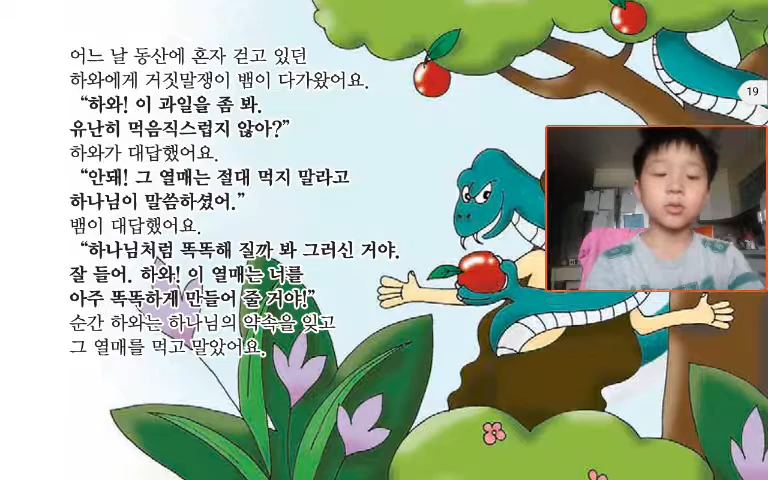 어느 날 동산에 혼자 걷고 있던
하와에게 거짓말쟁이 뱀이 다가왔어요.
“하와! 이 과일을 좀 봐.
유난히 먹음직스럽지 않아?”
하와가 대답했어요.
“안돼! 그 열매는 절대 먹지 말라고
하나님이 말씀하셨어.”
뱀이 대답했어요.
“하나님처럼 똑똑해 질까 봐 그러신 거야.
잘 들어. 하와! 이 열매는 너를
아주 똑똑하게 만들어 줄 거야!”
순간 하와는 하나님의 약속을 잊고
그 열매를 먹고 말았어요.
19